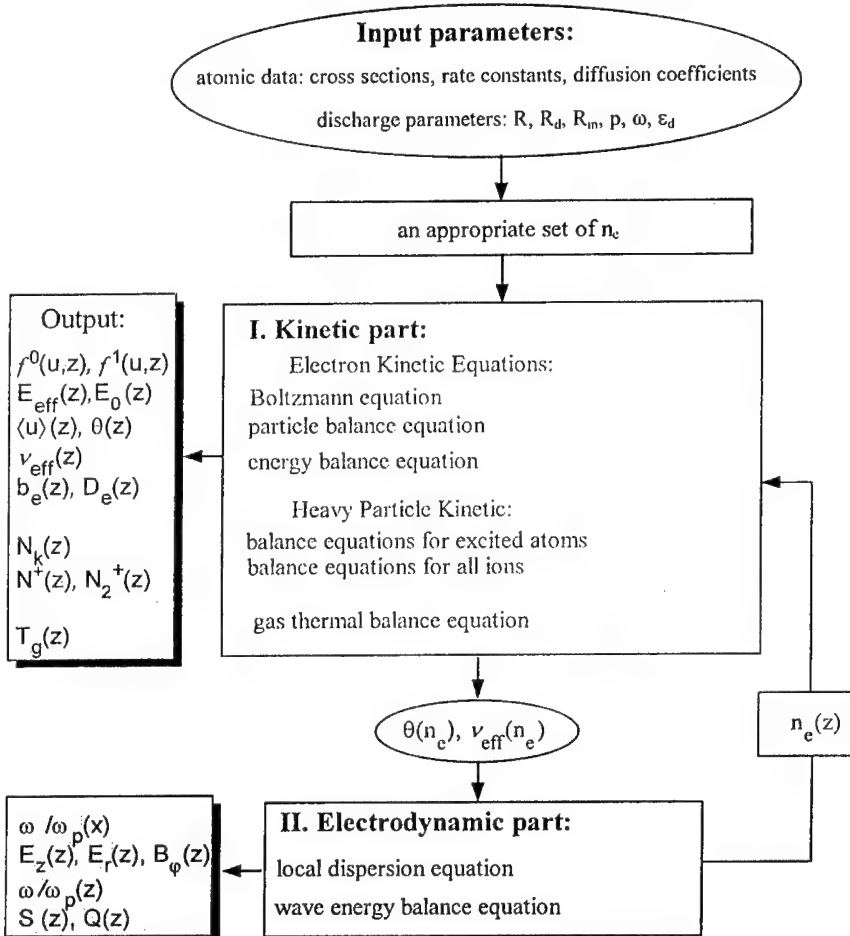 Input parameters:
atomic data: cross sections, rate constants, diffusion coefficients
discharge parameters: R, R_d, R_m, p, ω, ε_d
an appropriate set of n_e
Output:
f⁰(u,z), f¹(u,z)
E_eff(z),E_0(z)
⟨u⟩(z), θ(z)
ν_eff(z)
b_e(z), D_e(z)
N_k(z)
N⁺(z), N_2⁺(z)
T_g(z)
I. Kinetic part:
Electron Kinetic Equations:
Boltzmann equation
particle balance equation
energy balance equation
Heavy Particle Kinetic:
balance equations for excited atoms
balance equations for all ions
gas thermal balance equation
θ(n_e), ν_eff(n_e)
n_e(z)
ω /ω_p(x)
E_z(z), E_r(z), B_φ(z)
ω/ω_p(z)
S (z), Q(z)
II. Electrodynamic part:
local dispersion equation
wave energy balance equation